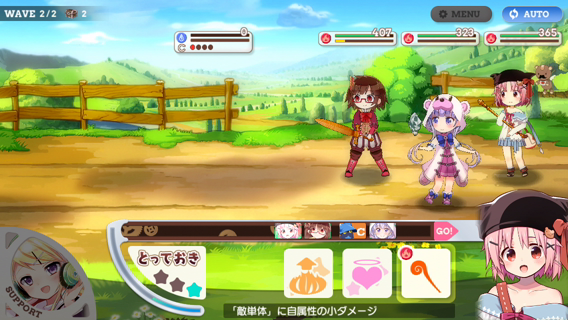 WAVE 2/2 2
MENU
AUTO
0
407
323
365
C
C
GO!
とっておき
SUPPORT
「敵単体」に自属性の小ダメージ